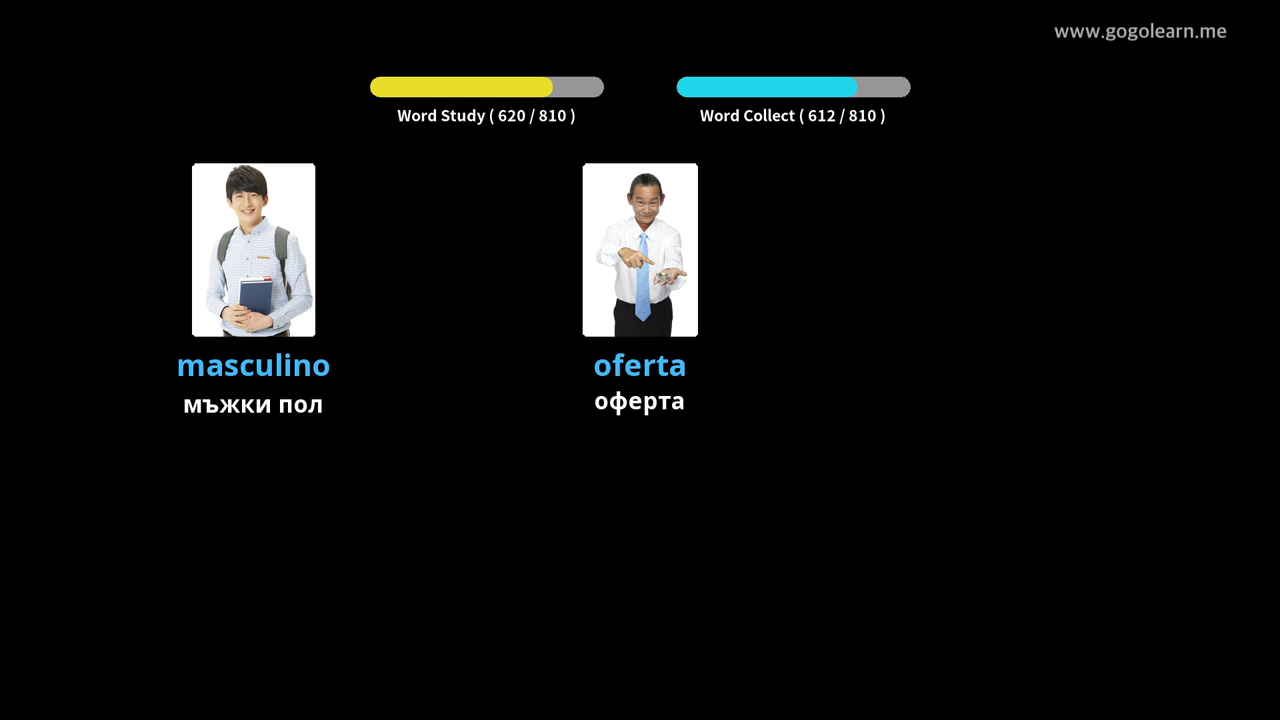 www.gogolearn.me
Word Study ( 620 / 810 )
Word Collect ( 612 / 810 )
masculino
мъжки пол
oferta
оферта